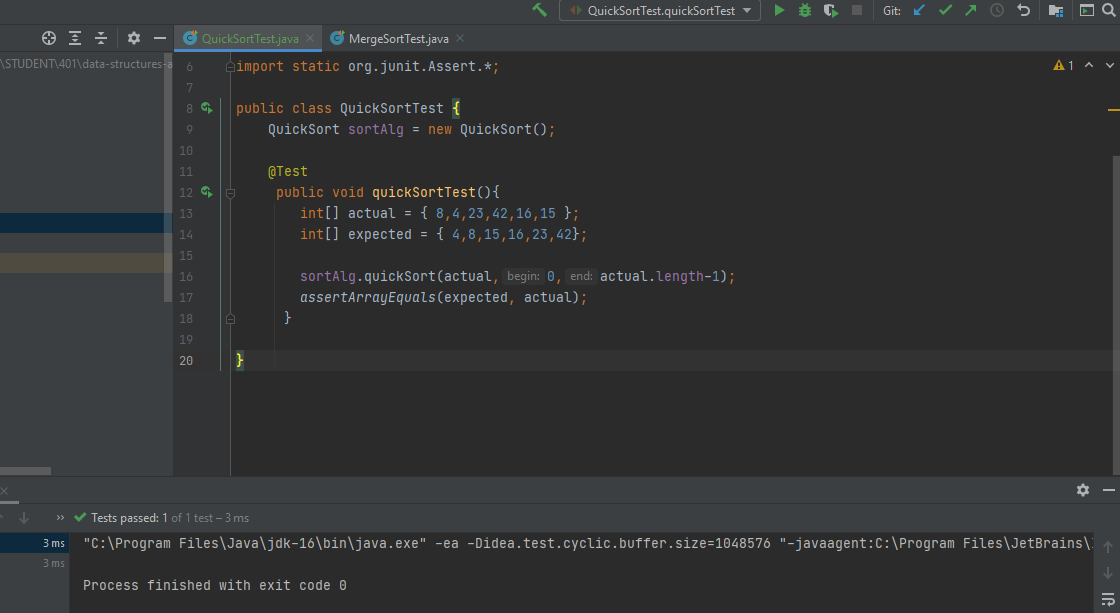 QuickSortTest.quickSortTest Git:
QuickSortTest.java MergeSortTest.java
\STUDENT\401\data-structures-a
1
6 import static org.junit.Assert.*;
7
8 public class QuickSortTest {
9 QuickSort sortAlg = new QuickSort();
10
11 @Test
12 public void quickSortTest(){
13 int[] actual = { 8,4,23,42,16,15 };
14 int[] expected = { 4,8,15,16,23,42};
15
16 sortAlg.quickSort(actual, begin: 0, end: actual.length-1);
17 assertArrayEquals(expected, actual);
18 }
19
20 }
Tests passed: 1 of 1 test – 3 ms
3 ms "C:\Program Files\Java\jdk-16\bin\java.exe" -ea -Didea.test.cyclic.buffer.size=1048576 "-javaagent:C:\Program Files\JetBrains\
3 ms
Process finished with exit code 0